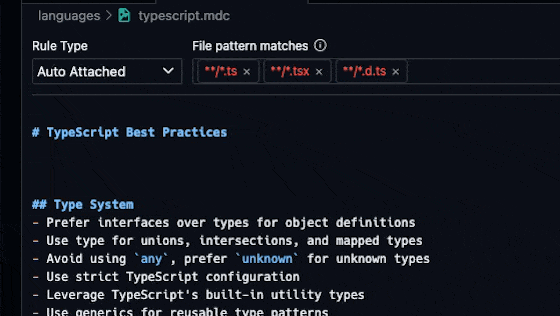 languages > typescript.mdc
Rule Type
File pattern matches
Auto Attached
**/*.ts ×
**/*.tsx ×
**/*.d.ts ×
# TypeScript Best Practices
## Type System
- Prefer interfaces over types for object definitions
- Use type for unions, intersections, and mapped types
- Avoid using `any`, prefer `unknown` for unknown types
- Use strict TypeScript configuration
- Leverage TypeScript's built-in utility types
- Use generics for reusable type patterns